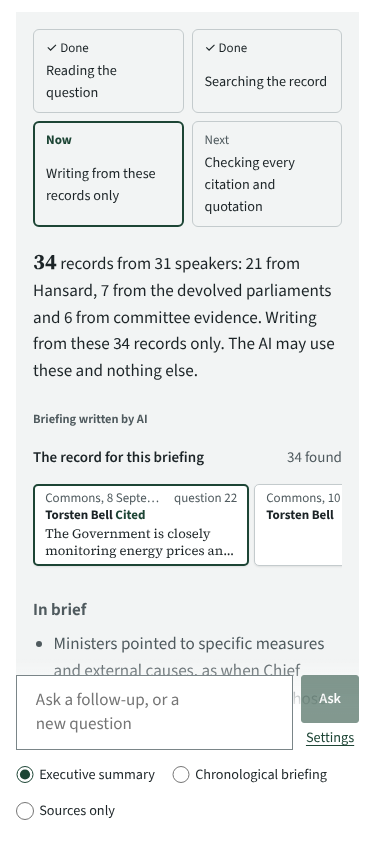 ✓ Done
Reading the
question
✓ Done
Searching the record
Now
Writing from these
records only
Next
Checking every
citation and
quotation
34 records from 31 speakers: 21 from
Hansard, 7 from the devolved parliaments
and 6 from committee evidence. Writing
from these 34 records only. The AI may use
these and nothing else.
Briefing written by AI
The record for this briefing 34 found
Commons, 8 Septe… question 22
Torsten Bell Cited
The Government is closely
monitoring energy prices an...
Commons, 10
Torsten Bell
In brief
• Ministers pointed to specific measures
and external causes, as when Chief
Ask a follow-up, or a
new question
Ask
Settings
Executive summary Chronological briefing
Sources only